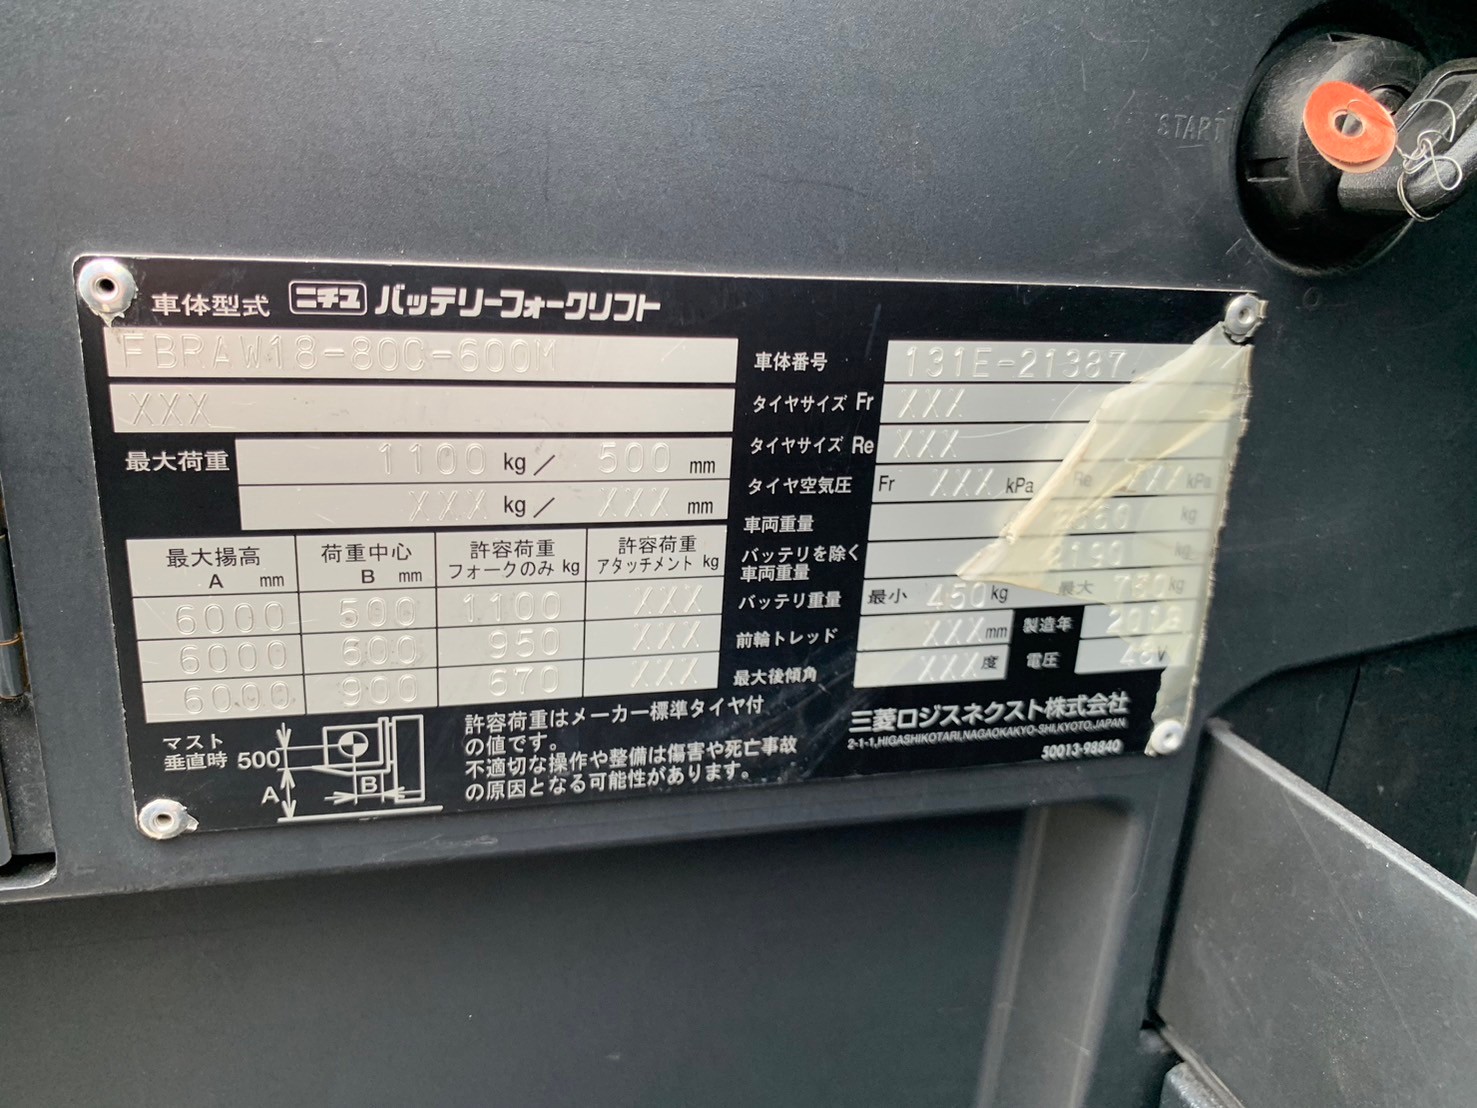 START
車体型式 ニチユ バッテリーフォークリフト
FBRAW18-80C-600M
XXX
最大荷重 1100 kg／ 500 mm
XXX kg／ XXX mm
最大揚高 A mm 荷重中心 B mm 許容荷重 フォークのみ kg 許容荷重 アタッチメント kg
6000 500 1100 XXX
6000 600 950 XXX
6000 900 670 XXX
マスト
垂直時 500
A
B
許容荷重はメーカー標準タイヤ付
の値です。
不適切な操作や整備は傷害や死亡事故
の原因となる可能性があります。
車体番号 131E-21387
タイヤサイズ Fr XXX
タイヤサイズ Re XXX
タイヤ空気圧 Fr XXX kPa Re XXX kPa
車両重量 kg
バッテリを除く
車両重量 2190 kg
バッテリ重量 最小 450 kg 最大 kg
前輪トレッド XXX mm 製造年
最大後傾角 XXX 度 電圧 48 V
三菱ロジスネクスト株式会社
2-1-1,HIGASHIKOTARI,NAGAOKAKYO-SHI,KYOTO,JAPAN
50013-98840